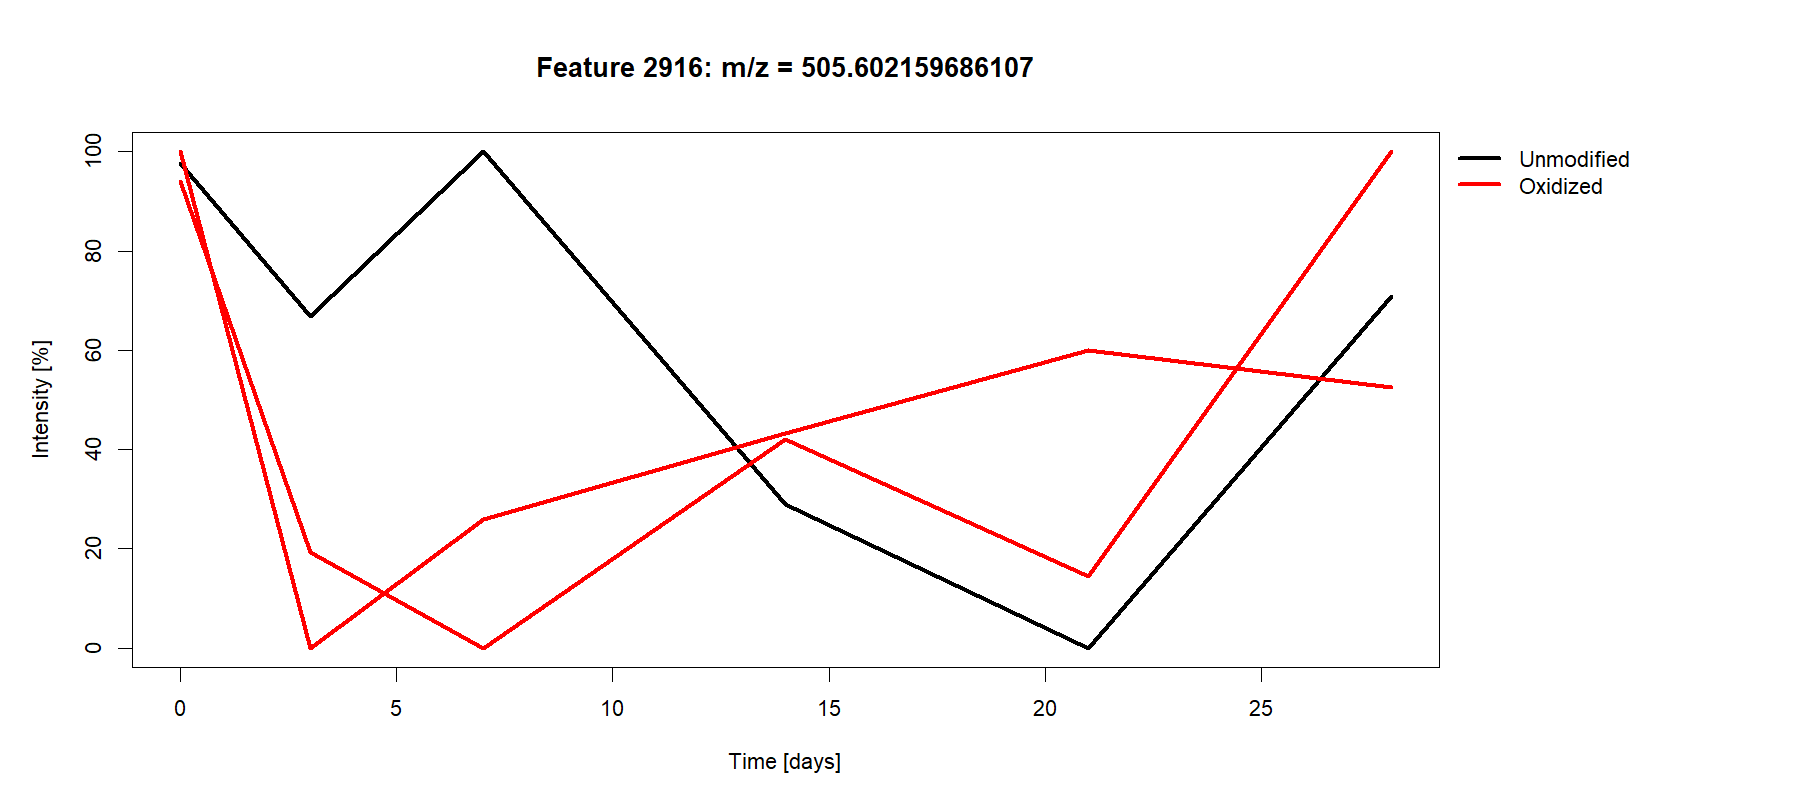 Feature 2916: m/z = 505.602159686107
Unmodified
Oxidized
Intensity [%]
100
80
60
40
20
0
0 5 10 15 20 25
Time [days]